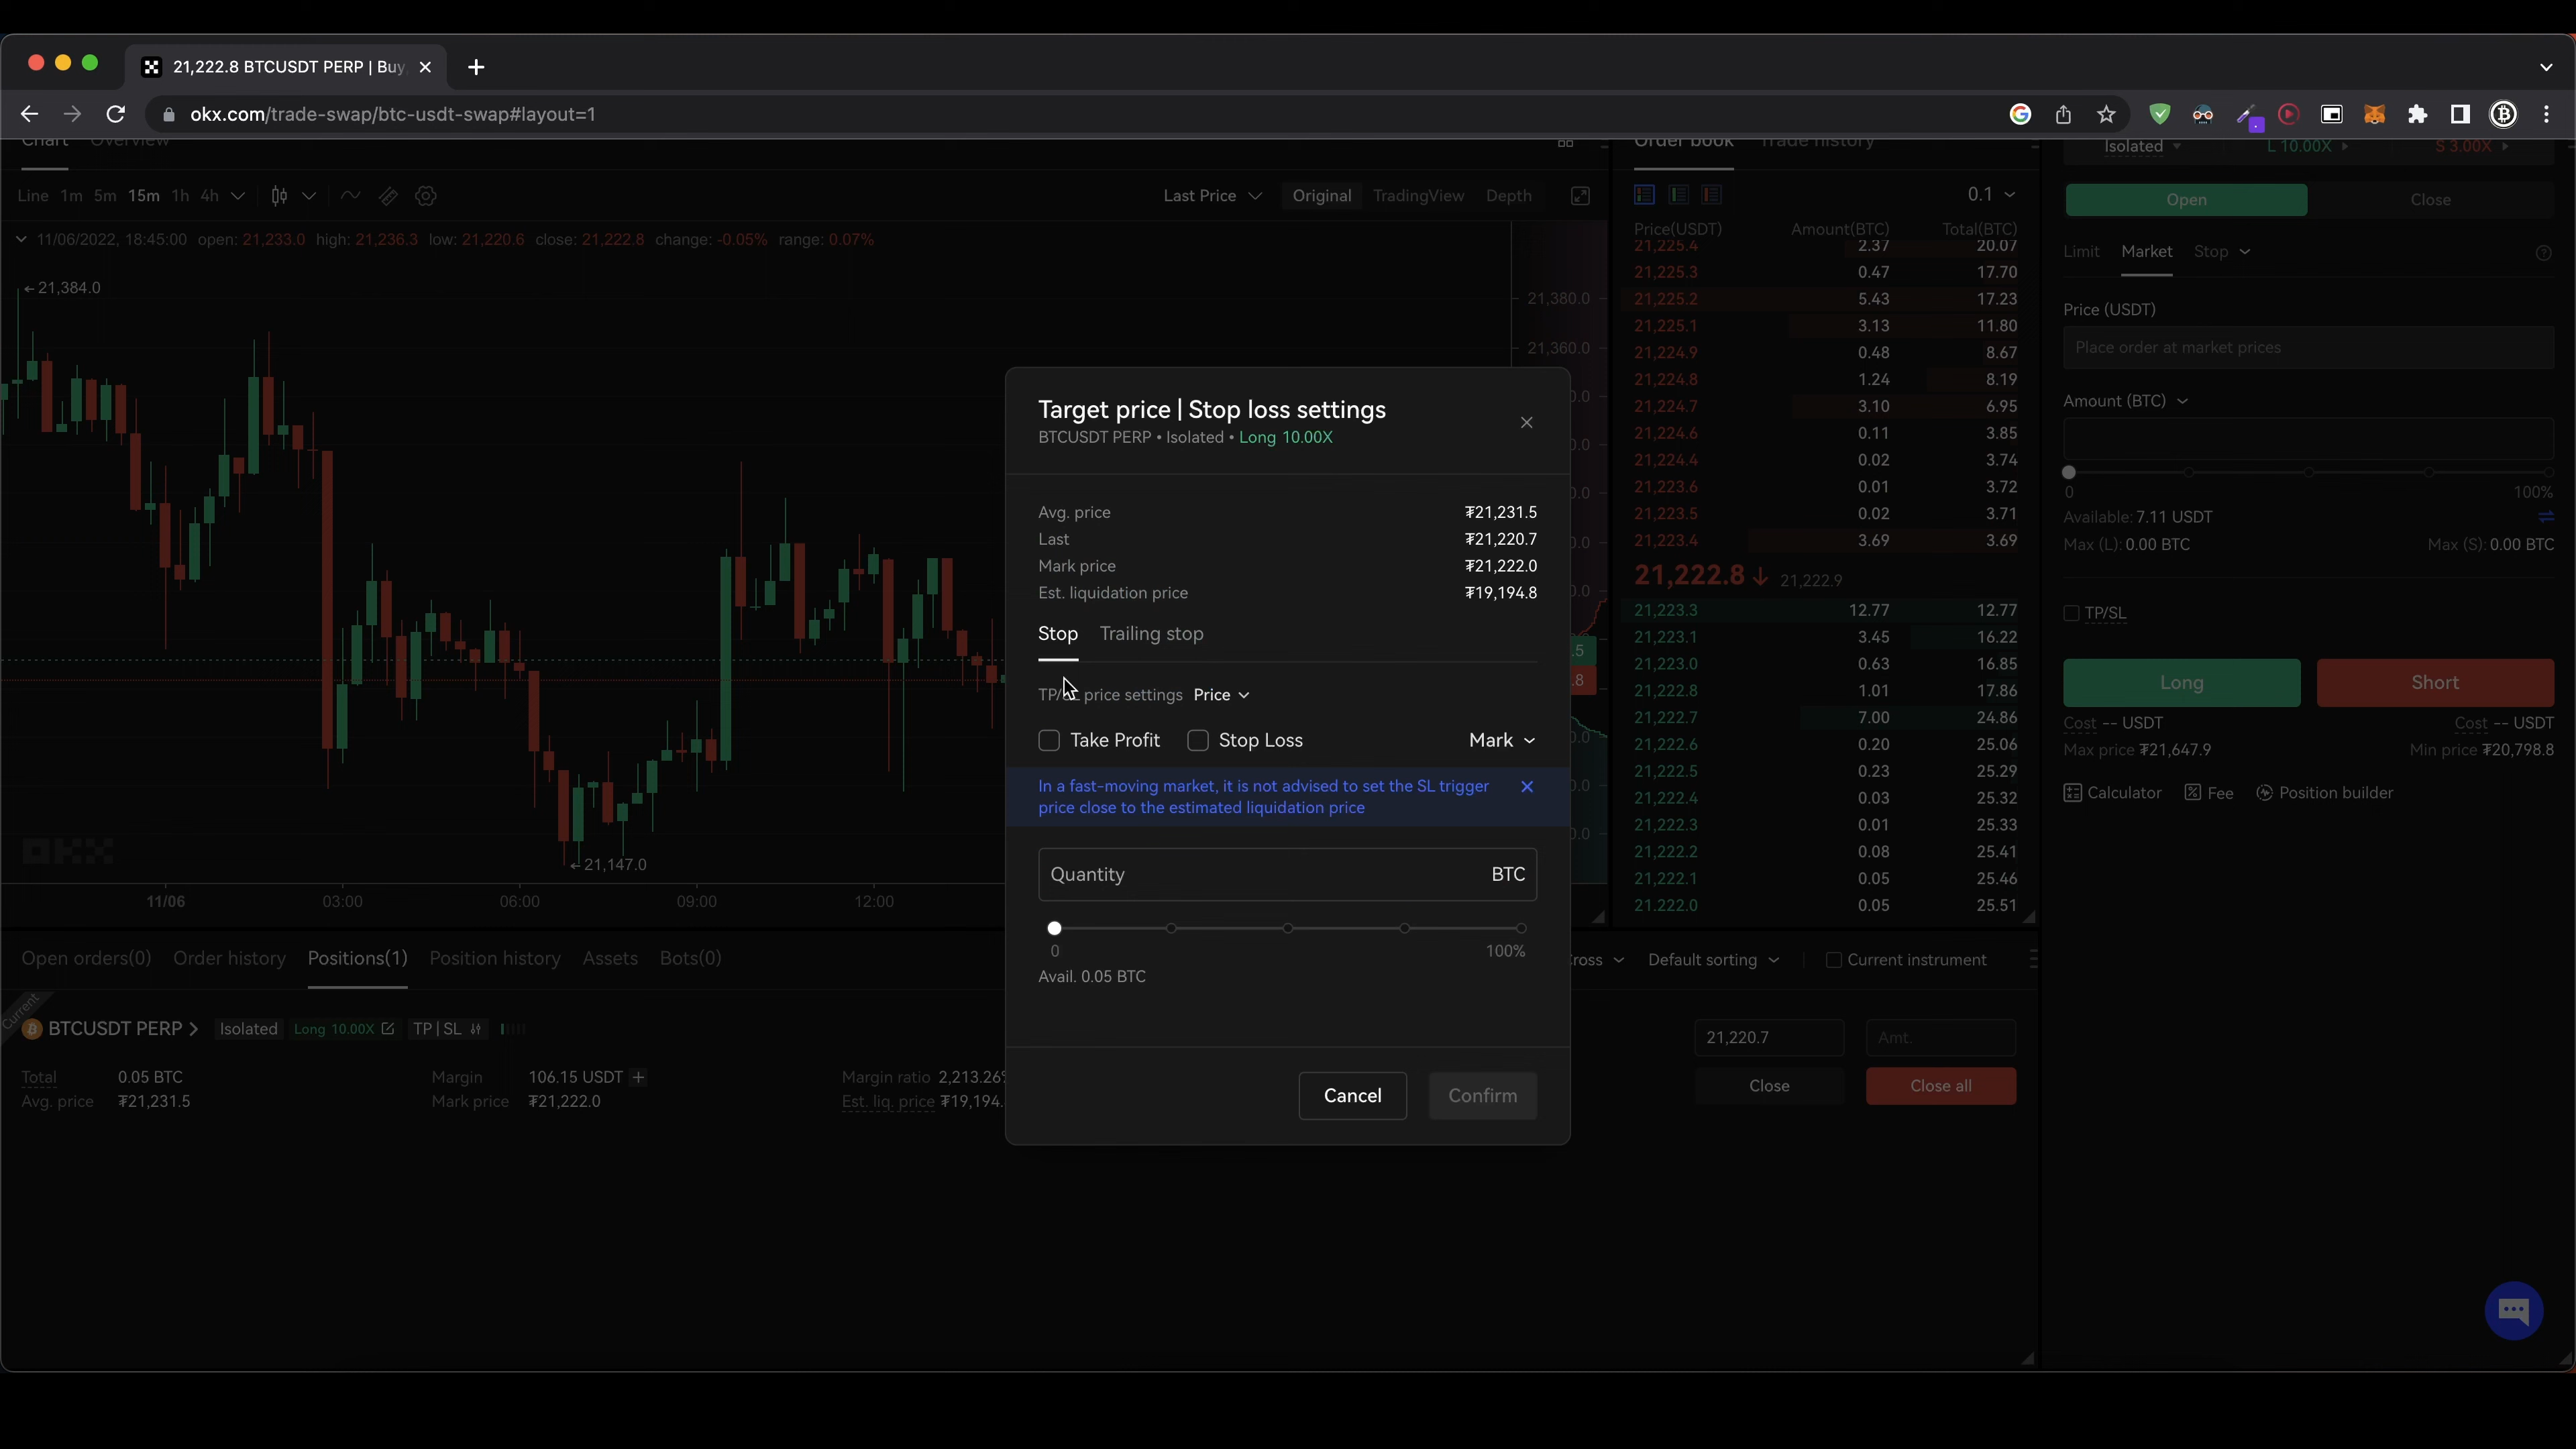 21,222.8 BTCUSDT PERP | Buy
okx.com/trade-swap/btc-usdt-swap#layout=1
Chart Overview
Line 1m 5m 15m 1h 4h Last Price Original TradingView Depth
11/06/2022, 18:45:00 open: 21,233.0 high: 21,236.3 low: 21,220.6 close: 21,222.8 change: -0.05% range: 0.07%
←21,384.0
21,380.0
21,360.0
←21,147.0
11/06 03:00 06:00 09:00 12:00
Target price | Stop loss settings
BTCUSDT PERP • Isolated • Long 10.00X
Avg. price ₮21,231.5
Last ₮21,220.7
Mark price ₮21,222.0
Est. liquidation price ₮19,194.8
Stop Trailing stop
price settings Price
Take Profit Stop Loss Mark
In a fast-moving market, it is not advised to set the SL trigger
price close to the estimated liquidation price
Quantity BTC
0 100%
Avail. 0.05 BTC
Cancel Confirm
Order book Trade history
0.1
Price(USDT) Amount(BTC) Total(BTC)
21,225.4 2.37 20.07
21,225.3 0.47 17.70
21,225.2 5.43 17.23
21,225.1 3.13 11.80
21,224.9 0.48 8.67
21,224.8 1.24 8.19
21,224.7 3.10 6.95
21,224.6 0.11 3.85
21,224.4 0.02 3.74
21,223.6 0.01 3.72
21,223.5 0.02 3.71
21,223.4 3.69 3.69
21,222.8↓ 21,222.9
21,223.3 12.77 12.77
21,223.1 3.45 16.22
21,223.0 0.63 16.85
21,222.8 1.01 17.86
21,222.7 7.00 24.86
21,222.6 0.20 25.06
21,222.5 0.23 25.29
21,222.4 0.03 25.32
21,222.3 0.01 25.33
21,222.2 0.08 25.41
21,222.1 0.05 25.46
21,222.0 0.05 25.51
Isolated L 10.00X S 3.00X
Open Close
Limit Market Stop
Price (USDT)
Place order at market prices
Amount (BTC)
0 100%
Available: 7.11 USDT
Max (L): 0.00 BTC Max (S): 0.00 BTC
TP/SL
Long Short
Cost -- USDT Cost -- USDT
Max price ₮21,647.9 Min price ₮20,798.8
Calculator Fee Position builder
Open orders(0) Order history Positions(1) Position history Assets Bots(0)
Default sorting Current instrument
Current
BTCUSDT PERP Isolated Long 10.00X TP | SL
Total 0.05 BTC Margin 106.15 USDT + Margin ratio 2,213.26%
Avg. price ₮21,231.5 Mark price ₮21,222.0 Est. liq. price ₮19,194.
21,220.7 Amt.
Close Close all